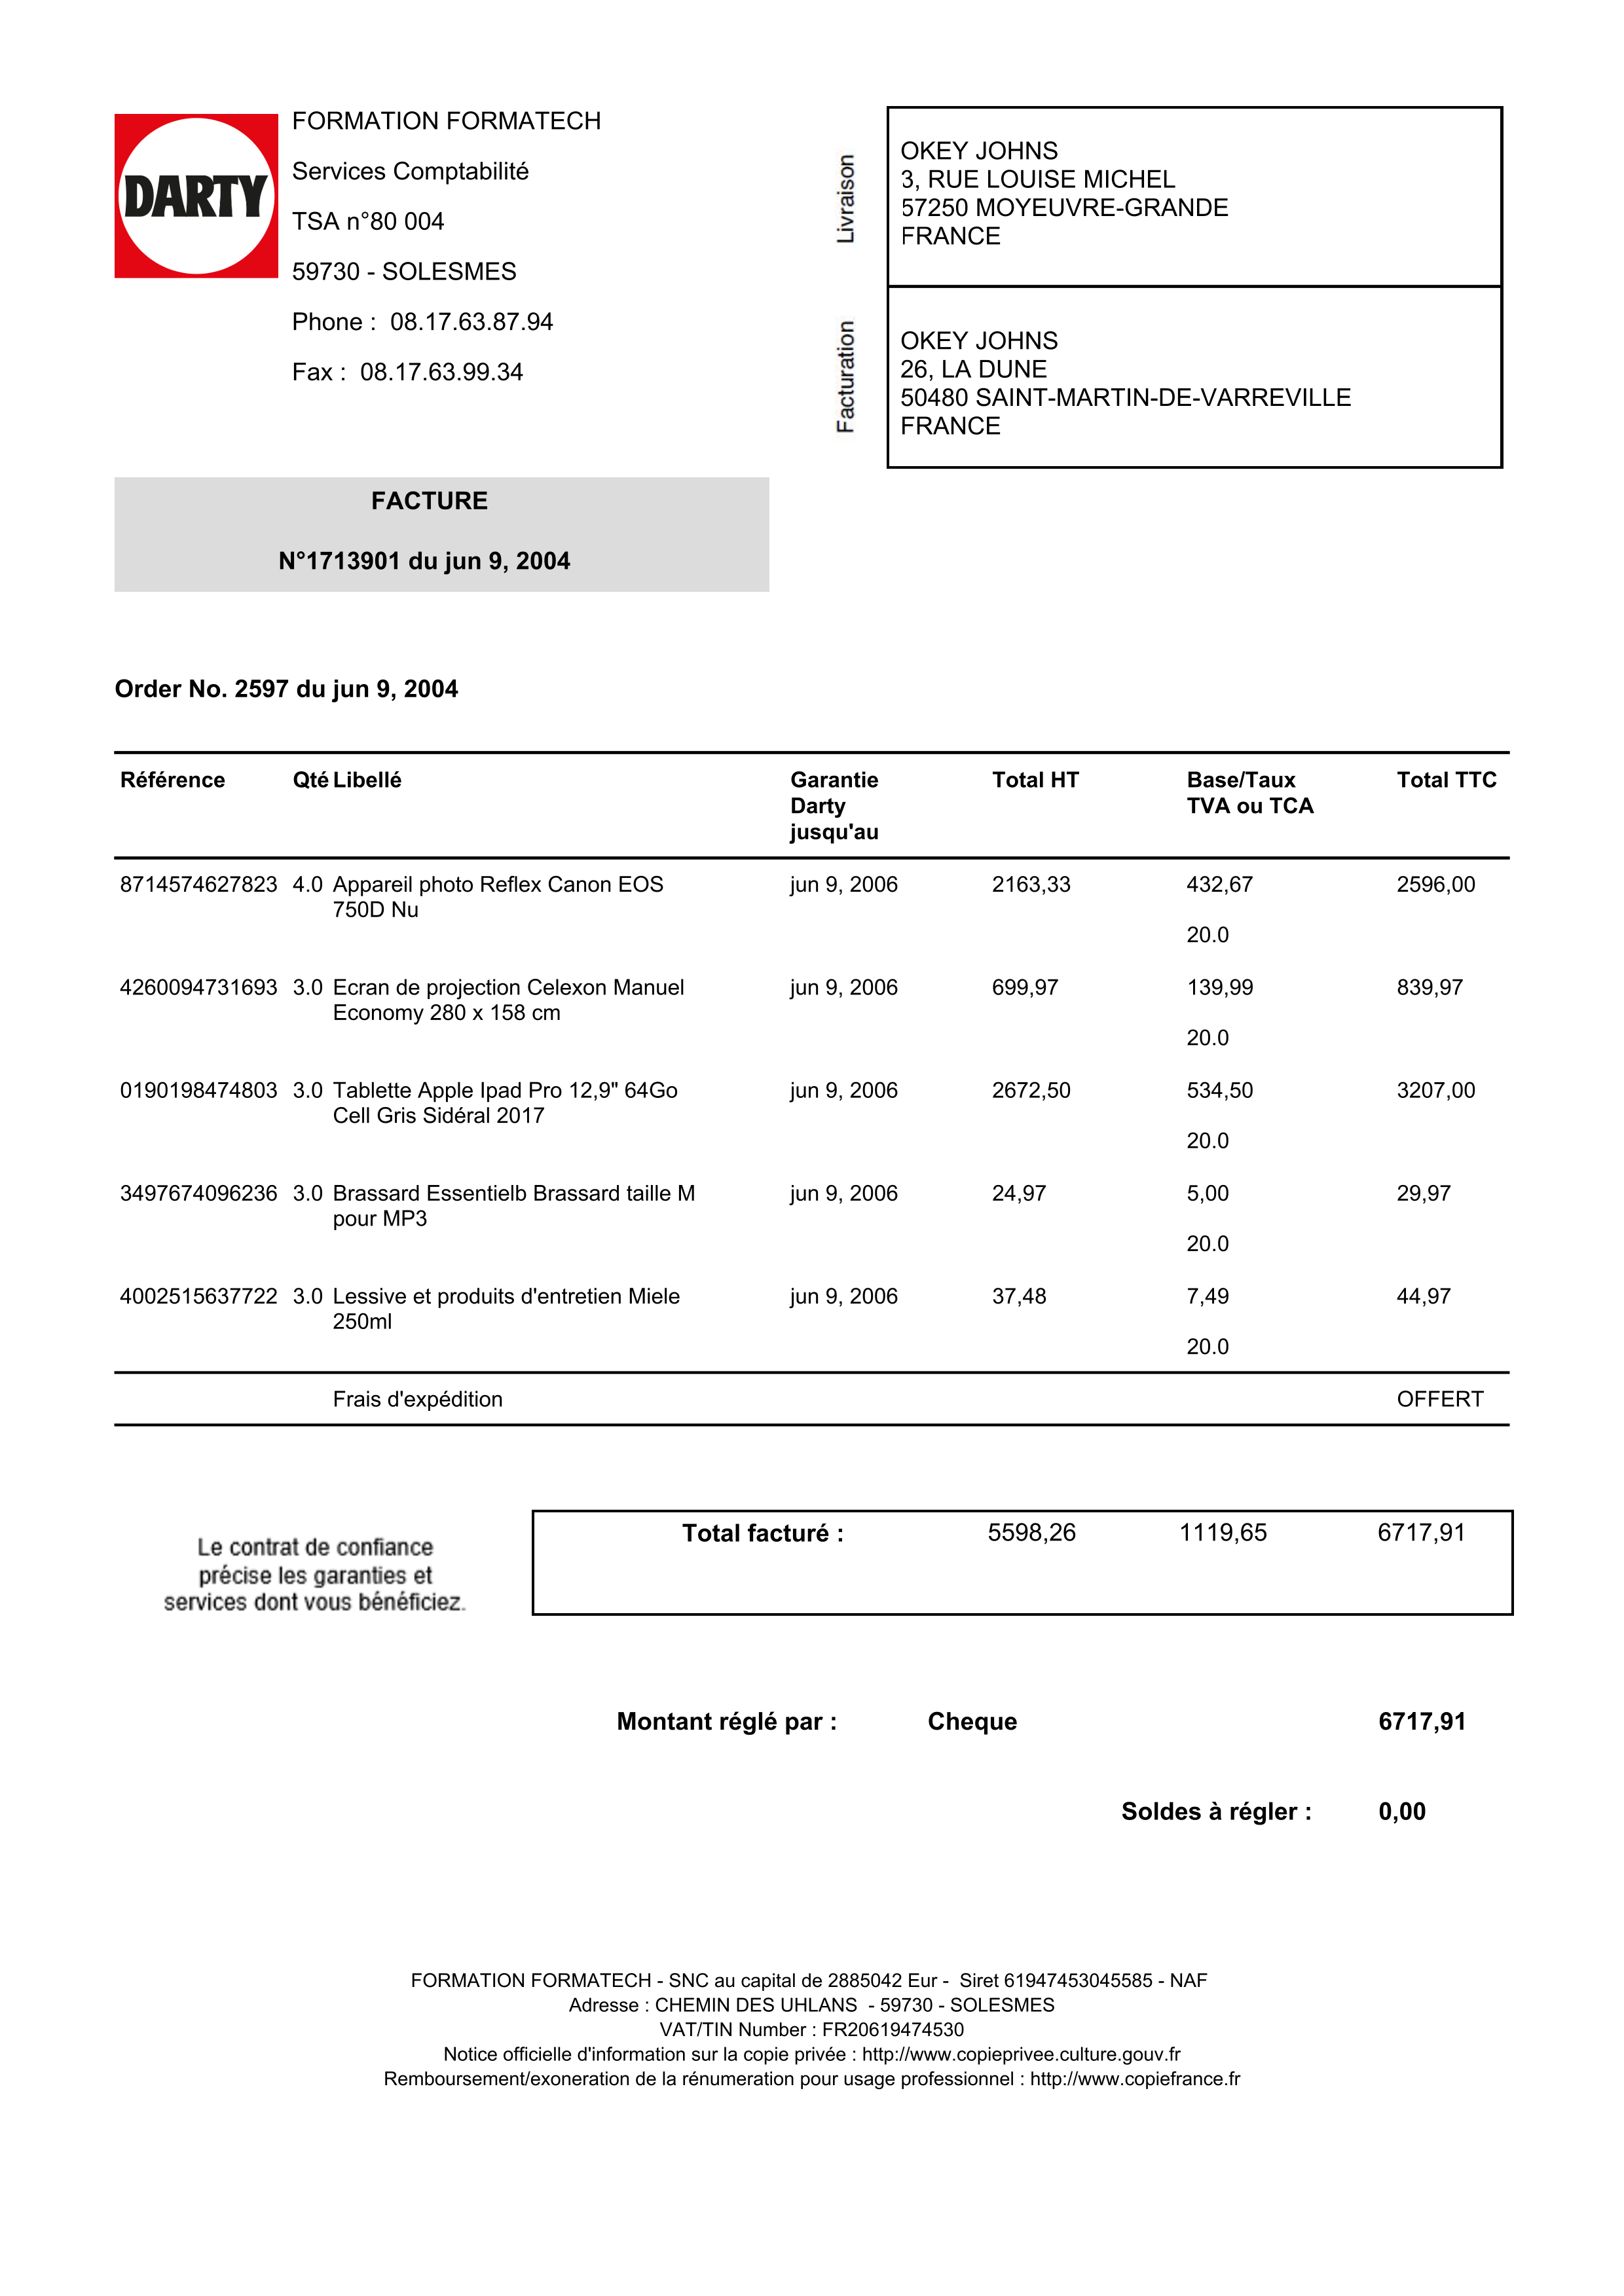 DARTY
FORMATION FORMATECH
Services Comptabilité
TSA n°80 004
59730 - SOLESMES
Phone : 08.17.63.87.94
Fax : 08.17.63.99.34
Livraison
OKEY JOHNS
3, RUE LOUISE MICHEL
57250 MOYEUVRE-GRANDE
FRANCE
Facturation
OKEY JOHNS
26, LA DUNE
50480 SAINT-MARTIN-DE-VARREVILLE
FRANCE
FACTURE
N°1713901 du jun 9, 2004
Order No. 2597 du jun 9, 2004
Référence Qté Libellé Garantie Total HT Base/Taux Total TTC
Darty TVA ou TCA
jusqu'au
8714574627823 4.0 Appareil photo Reflex Canon EOS jun 9, 2006 2163,33 432,67 2596,00
750D Nu
20.0
4260094731693 3.0 Ecran de projection Celexon Manuel jun 9, 2006 699,97 139,99 839,97
Economy 280 x 158 cm
20.0
0190198474803 3.0 Tablette Apple Ipad Pro 12,9" 64Go jun 9, 2006 2672,50 534,50 3207,00
Cell Gris Sidéral 2017
20.0
3497674096236 3.0 Brassard Essentielb Brassard taille M jun 9, 2006 24,97 5,00 29,97
pour MP3
20.0
4002515637722 3.0 Lessive et produits d'entretien Miele jun 9, 2006 37,48 7,49 44,97
250ml
20.0
Frais d'expédition OFFERT
Le contrat de confiance
précise les garanties et
services dont vous bénéficiez.
Total facturé : 5598,26 1119,65 6717,91
Montant réglé par : Cheque 6717,91
Soldes à régler : 0,00
FORMATION FORMATECH - SNC au capital de 2885042 Eur - Siret 61947453045585 - NAF
Adresse : CHEMIN DES UHLANS - 59730 - SOLESMES
VAT/TIN Number : FR20619474530
Notice officielle d'information sur la copie privée : http://www.copieprivee.culture.gouv.fr
Remboursement/exoneration de la rénumeration pour usage professionnel : http://www.copiefrance.fr